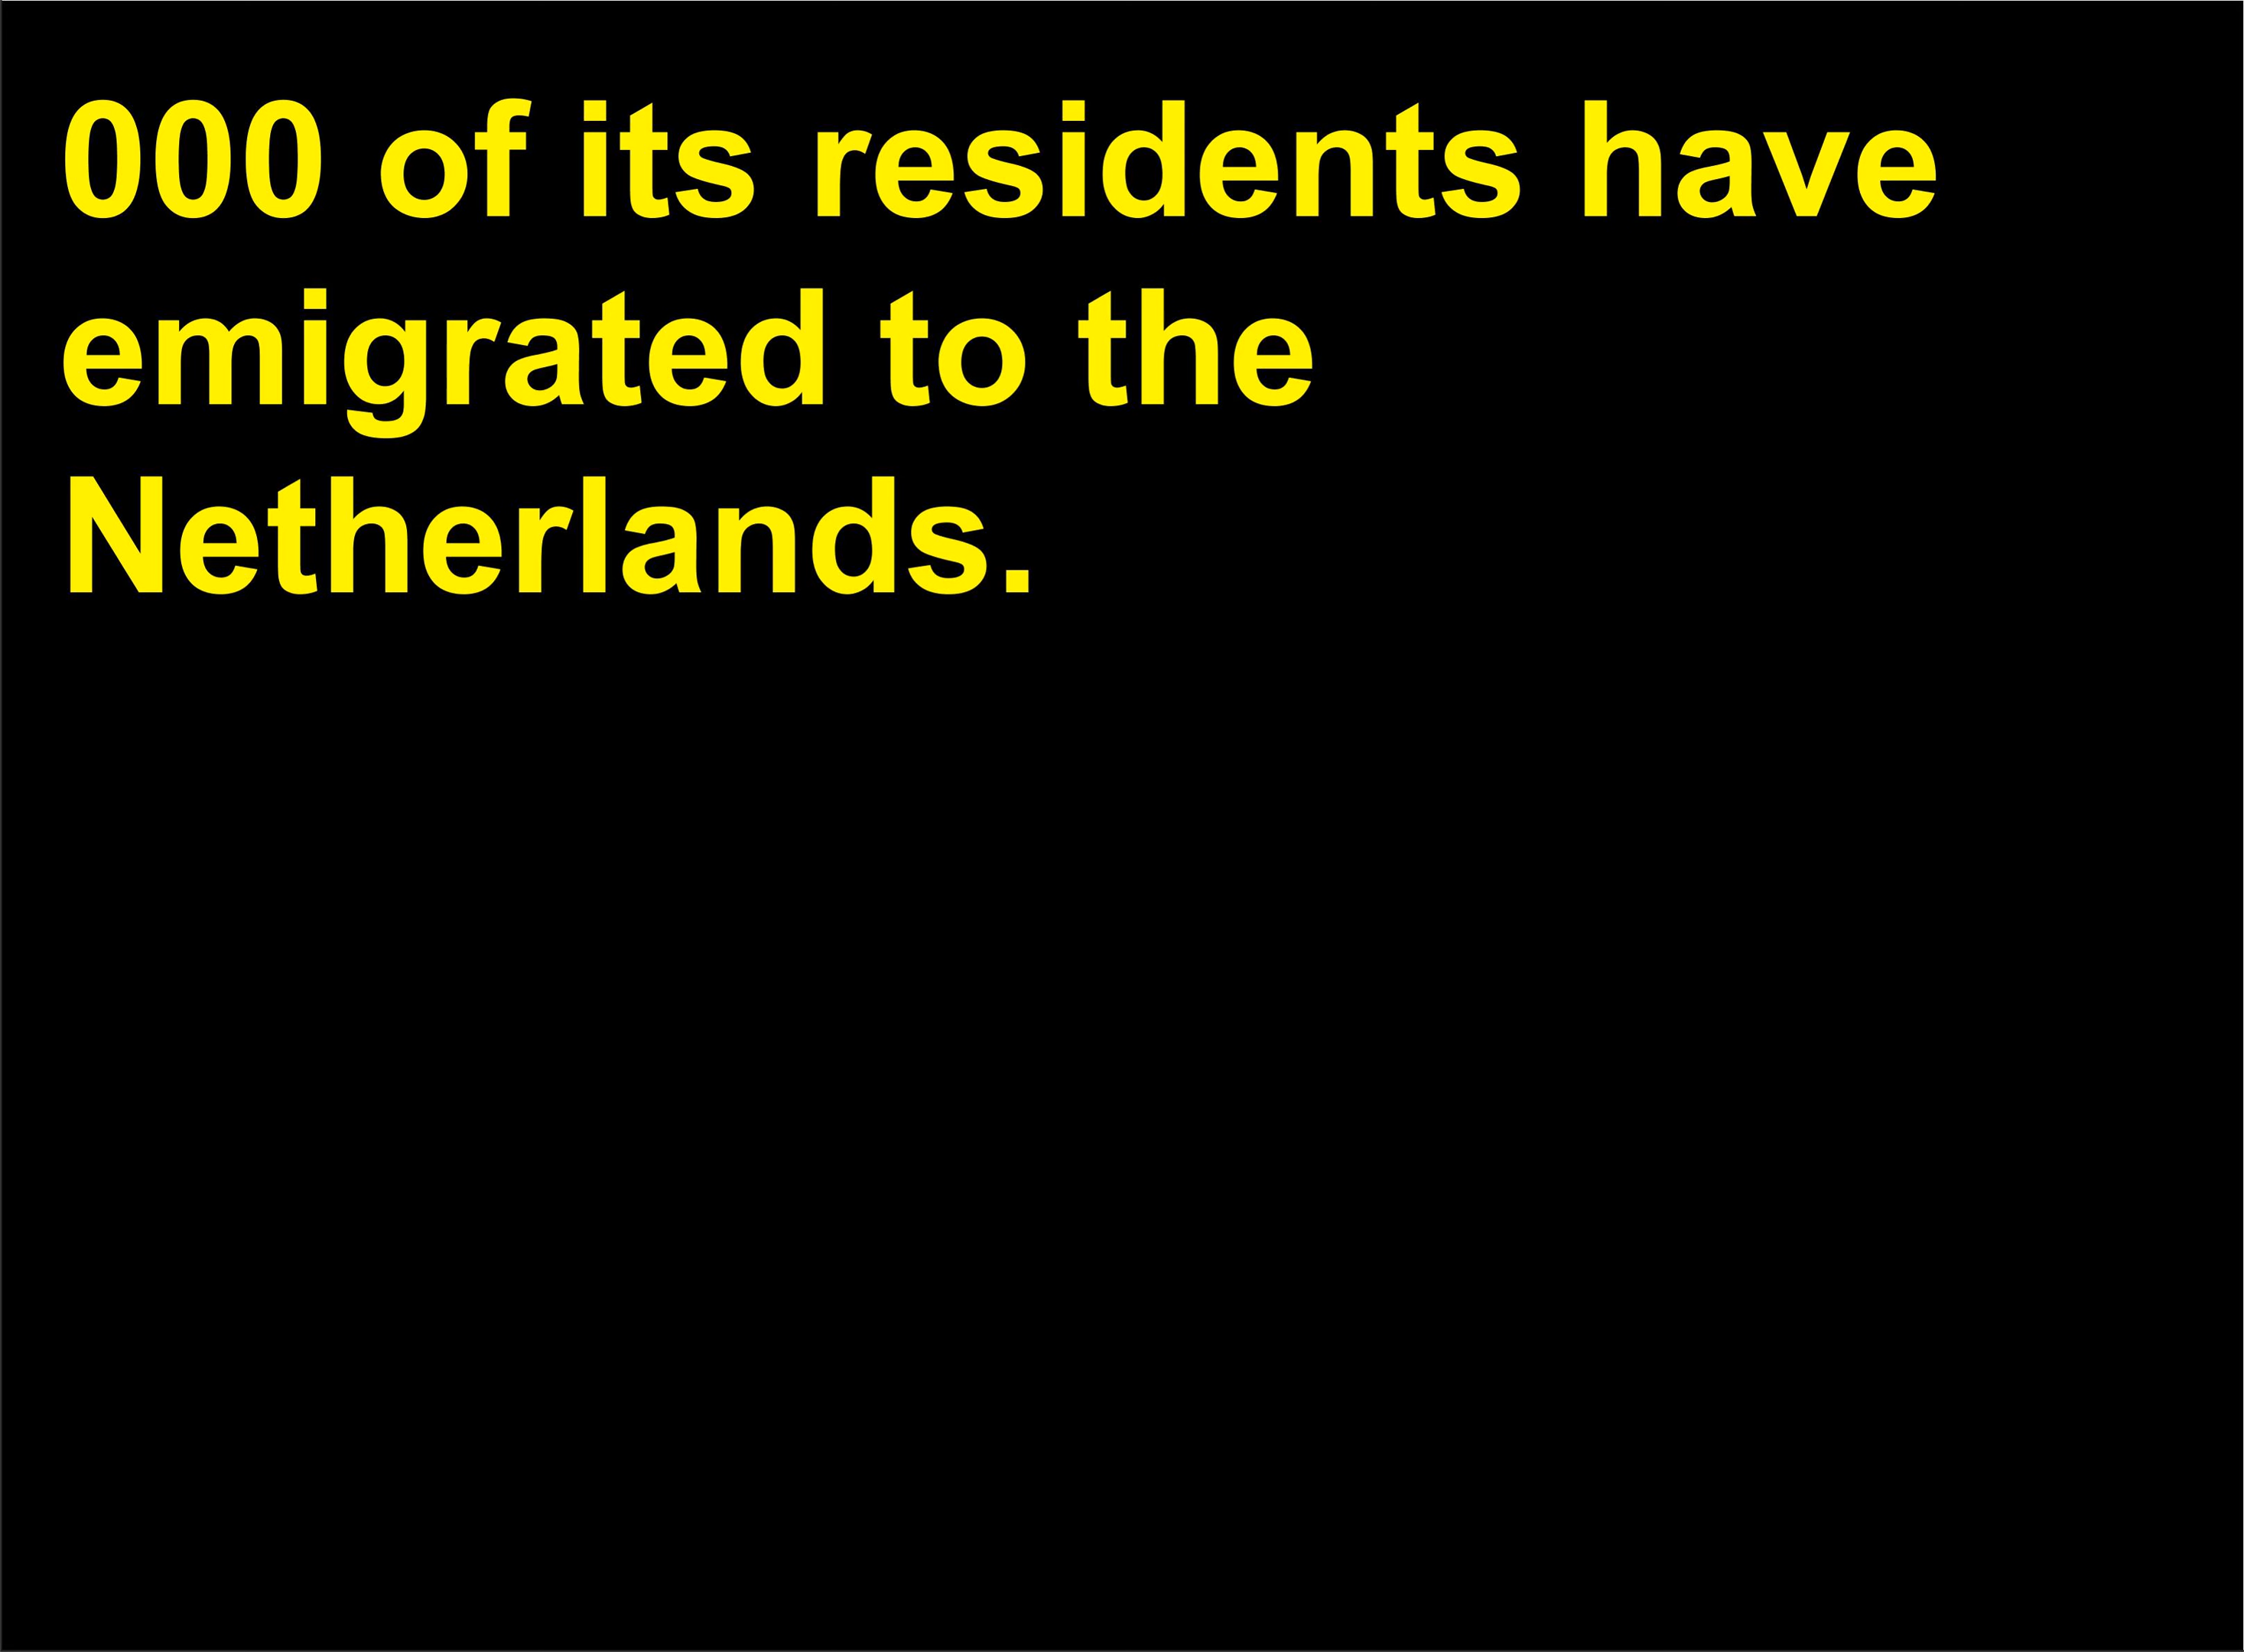 000 of its residents have
emigrated to the
Netherlands.